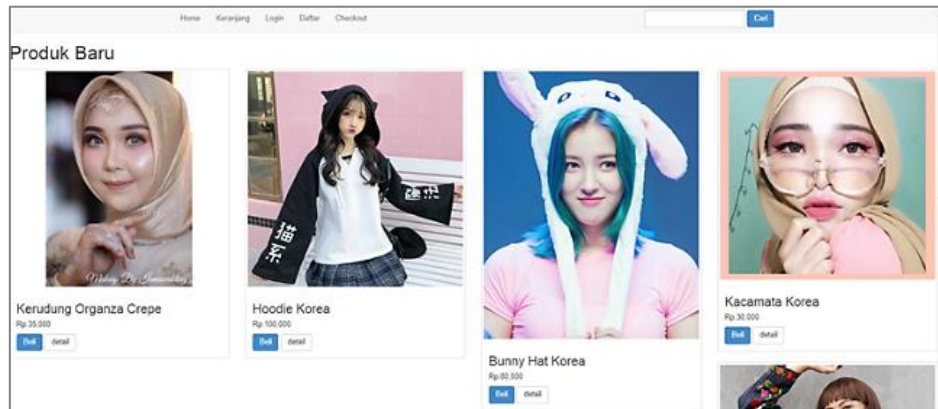 Home Keranjang Login Daftar Checkout Cari
Produk Baru
猫系
Kerudung Organza Crepe
Rp.35,000
Beli detail
Hoodie Korea
Rp.100,000
Beli detail
Bunny Hat Korea
Rp.80,000
Beli detail
Kacamata Korea
Rp.30,000
Beli detail